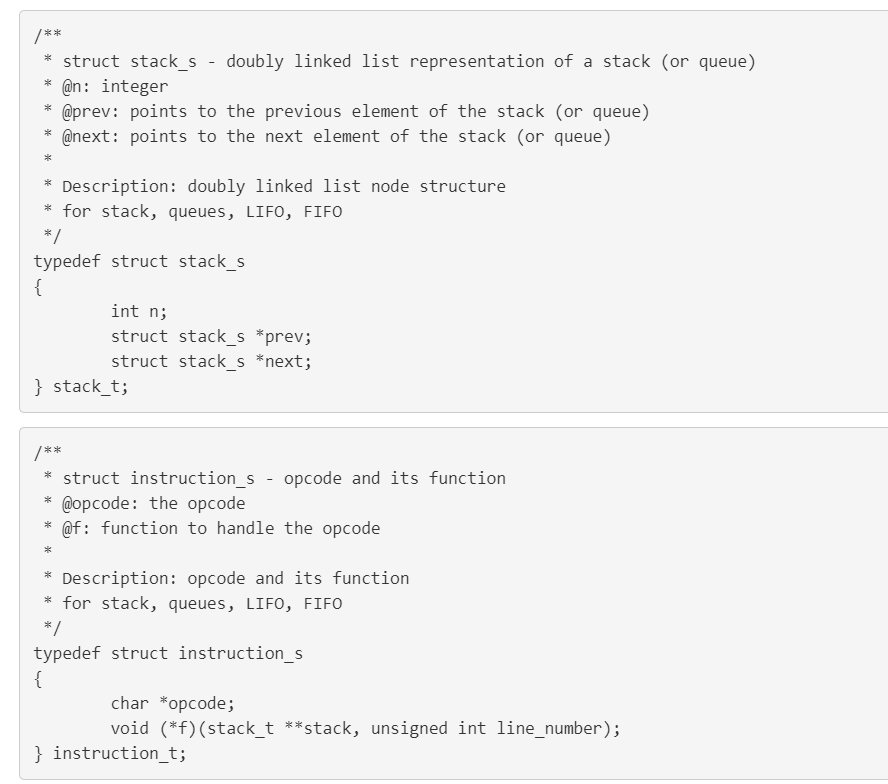 /**
 * struct stack_s - doubly linked list representation of a stack (or queue)
 * @n: integer
 * @prev: points to the previous element of the stack (or queue)
 * @next: points to the next element of the stack (or queue)
 *
 * Description: doubly linked list node structure
 * for stack, queues, LIFO, FIFO
 */
typedef struct stack_s
{
        int n;
        struct stack_s *prev;
        struct stack_s *next;
} stack_t;
/**
 * struct instruction_s - opcode and its function
 * @opcode: the opcode
 * @f: function to handle the opcode
 *
 * Description: opcode and its function
 * for stack, queues, LIFO, FIFO
 */
typedef struct instruction_s
{
        char *opcode;
        void (*f)(stack_t **stack, unsigned int line_number);
} instruction_t;